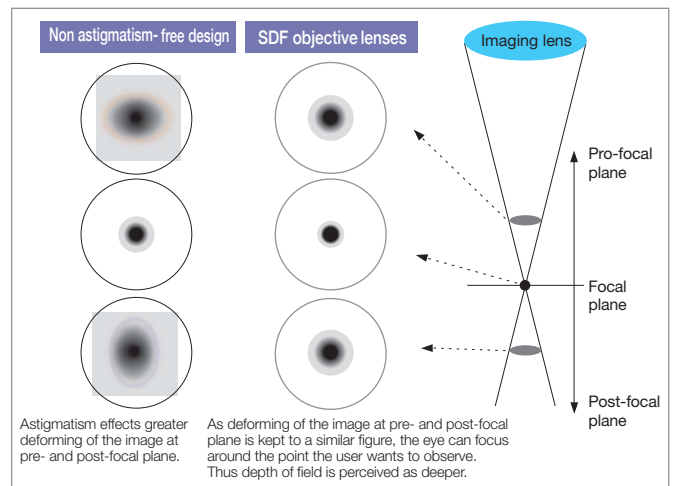 Non astigmatism- free design
SDF objective lenses
Imaging lens
Pro-focal
plane
Focal
plane
Post-focal
plane
Astigmatism effects greater
deforming of the image at
pre- and post-focal plane.
As deforming of the image at pre- and post-focal
plane is kept to a similar figure, the eye can focus
around the point the user wants to observe.
Thus depth of field is perceived as deeper.